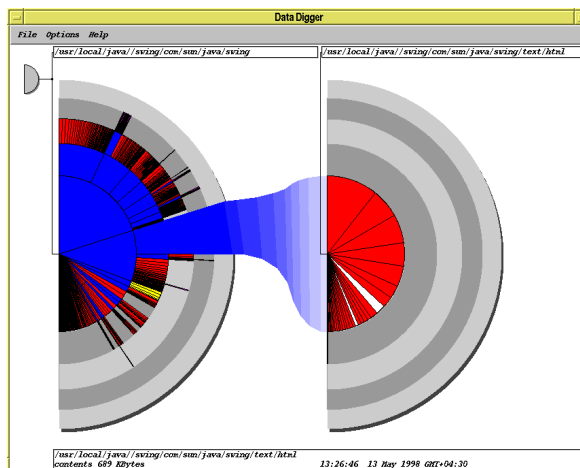 Data Digger
File Options Help
/usr/local/java//swing/com/sun/java/swing
/usr/local/java//swing/com/sun/java/swing/text/html
/usr/local/java//swing/com/sun/java/swing/text/html
contents 689 KBytes 13:26:46 13 May 1998 GMT+04:30